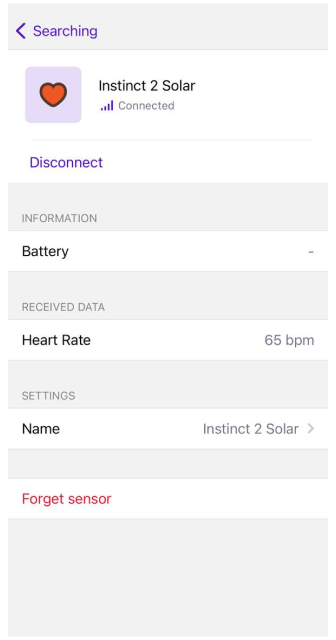 Searching
Instinct 2 Solar
Connected
Disconnect
INFORMATION
Battery -
RECEIVED DATA
Heart Rate 65 bpm
SETTINGS
Name Instinct 2 Solar
Forget sensor